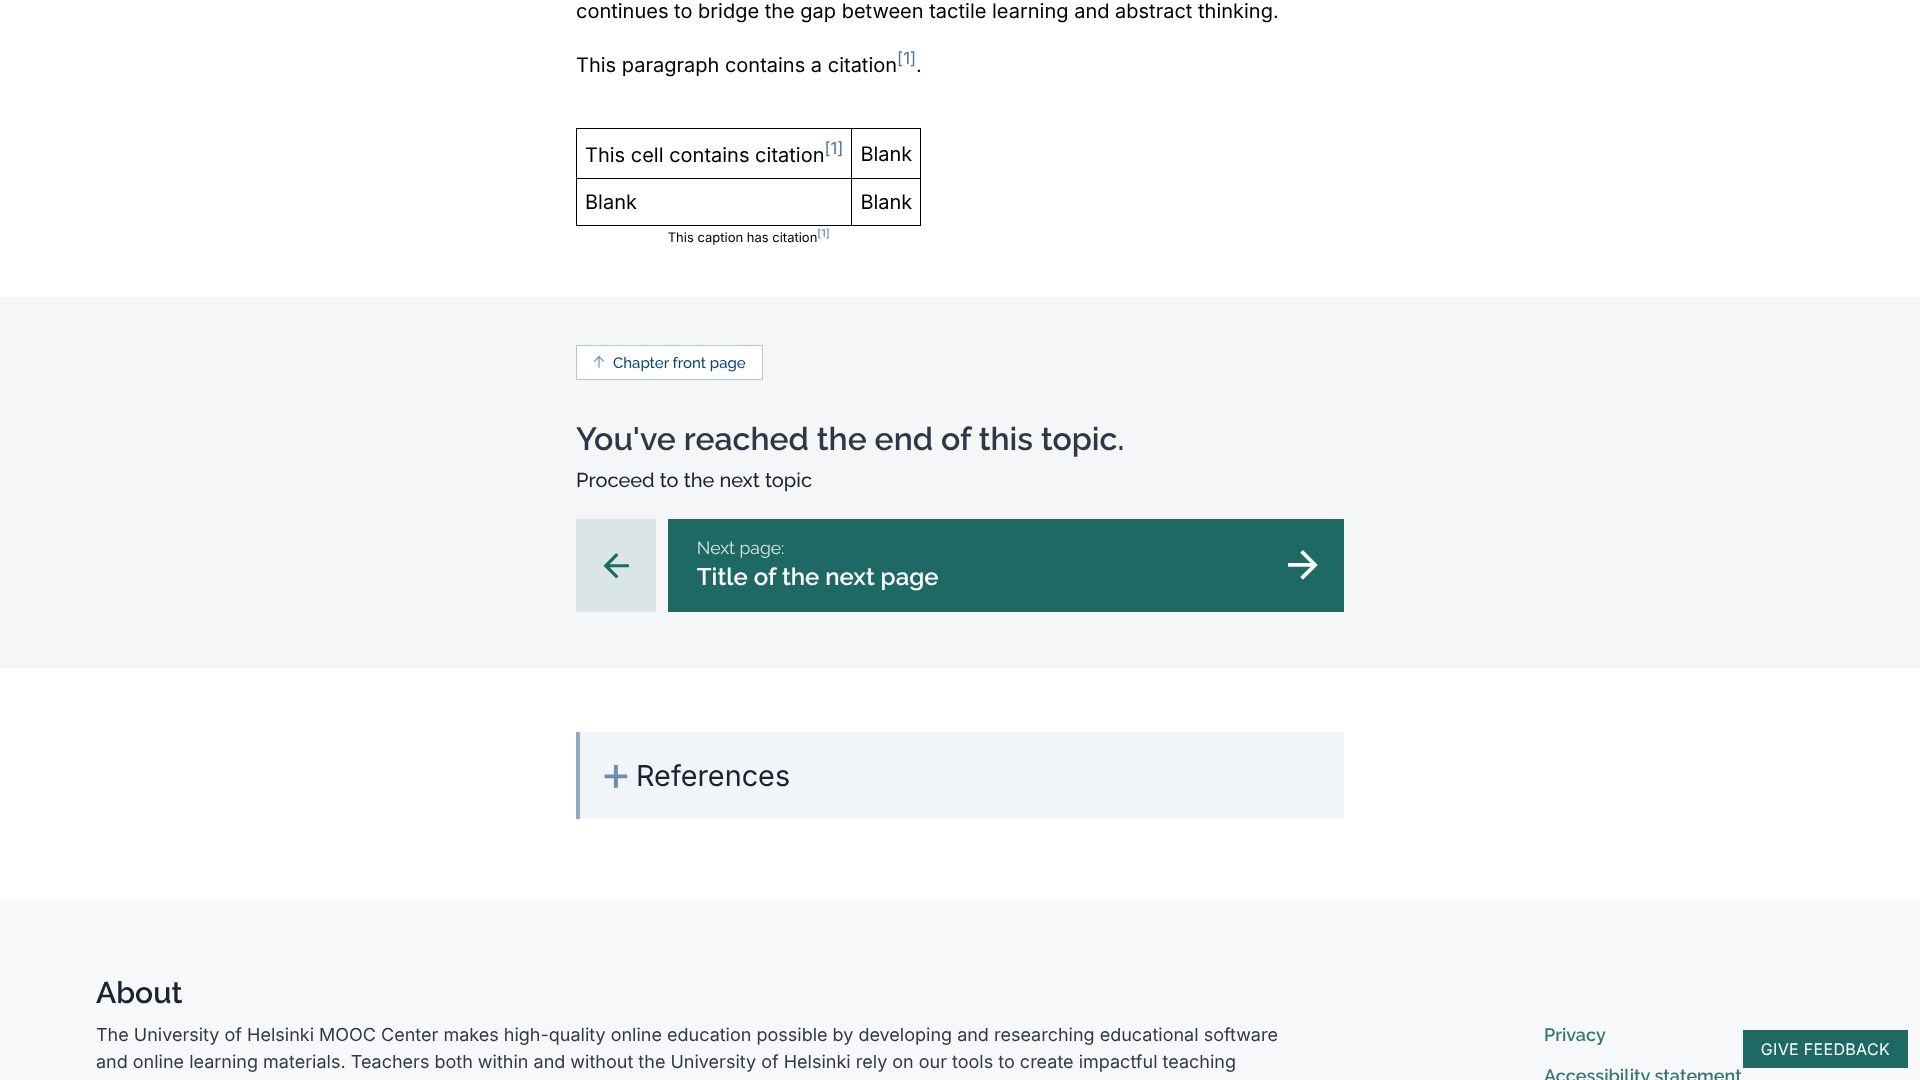 continues to bridge the gap between tactile learning and abstract thinking.
This paragraph contains a citation[1].
This cell contains citation[1] Blank
Blank Blank
This caption has citation[1]
Chapter front page
You've reached the end of this topic.
Proceed to the next topic
Next page:
Title of the next page
References
About
The University of Helsinki MOOC Center makes high-quality online education possible by developing and researching educational software
and online learning materials. Teachers both within and without the University of Helsinki rely on our tools to create impactful teaching
Privacy
Accessibility statement
GIVE FEEDBACK